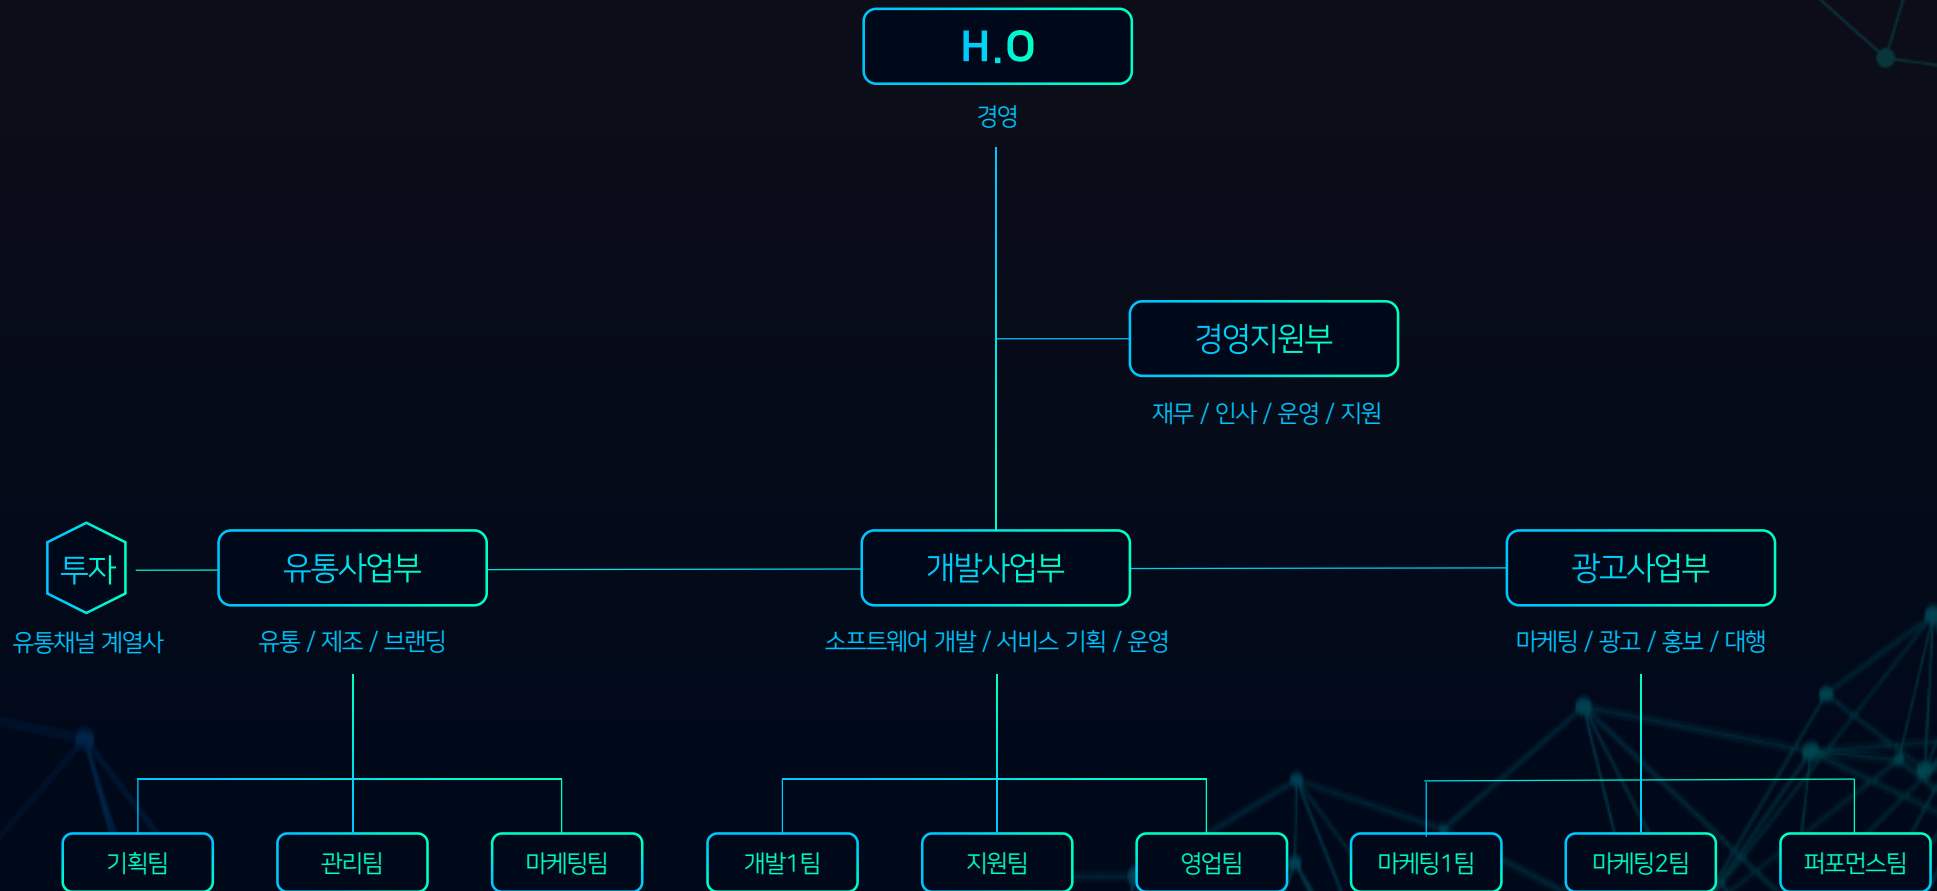 H.O
경영
경영지원부
재무 / 인사 / 운영 / 지원
투자
유통채널 계열사
유통사업부
유통 / 제조 / 브랜딩
개발사업부
소프트웨어 개발 / 서비스 기획 / 운영
광고사업부
마케팅 / 광고 / 홍보 / 대행
기획팀
관리팀
마케팅팀
개발1팀
지원팀
영업팀
마케팅1팀
마케팅2팀
퍼포먼스팀